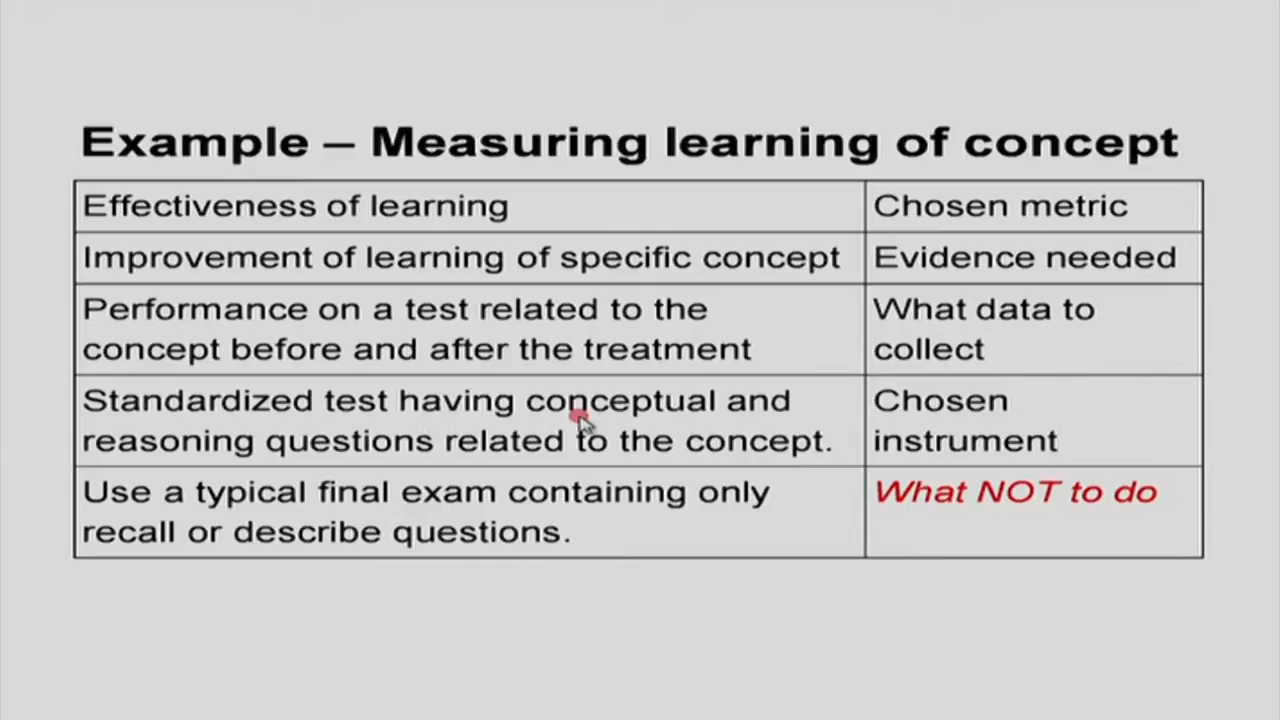 Example – Measuring learning of concept
Effectiveness of learning
Chosen metric
Improvement of learning of specific concept
Evidence needed
Performance on a test related to the
concept before and after the treatment
What data to
collect
Standardized test having conceptual and
reasoning questions related to the concept.
Chosen
instrument
Use a typical final exam containing only
recall or describe questions.
What NOT to do